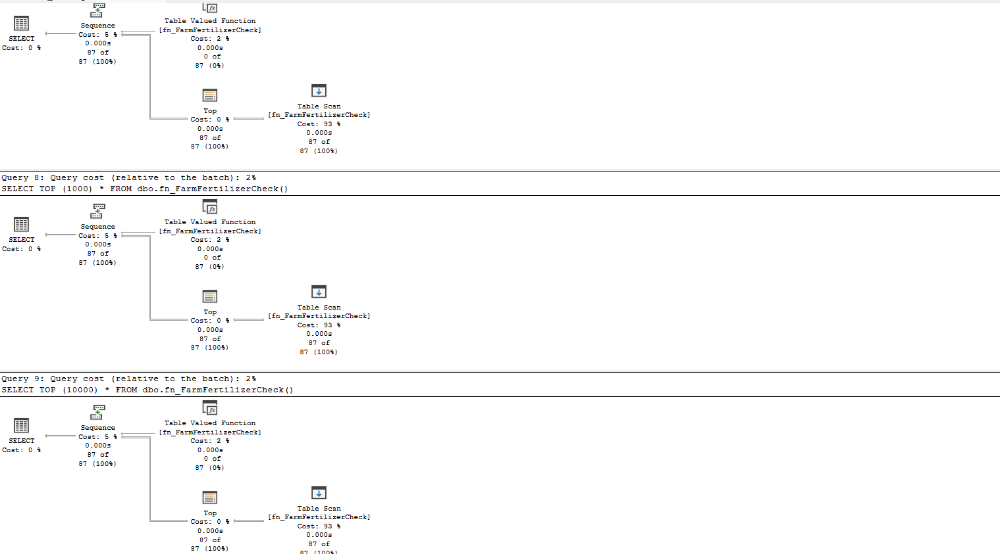 Table Valued Function
Sequence
[fn_FarmFertilizerCheck]
SELECT
Cost: 5 %
Cost: 2 %
Cost: 0 %
0.000s
0.000s
87 of
0 of
87 (100%)
87 (0%)
Table Scan
Top
[fn_FarmFertilizerCheck]
Cost: 0 %
Cost: 93 %
0.000s
0.000s
87 of
87 of
87 (100%)
87 (100%)
Query 8: Query cost (relative to the batch): 2%
SELECT TOP (1000) * FROM dbo.fn_FarmFertilizerCheck()
Table Valued Function
Sequence
[fn_FarmFertilizerCheck]
SELECT
Cost: 5 %
Cost: 2 %
Cost: 0 %
0.000s
0.000s
87 of
0 of
87 (100%)
87 (0%)
Table Scan
Top
[fn_FarmFertilizerCheck]
Cost: 0 %
Cost: 93 %
0.000s
0.000s
87 of
87 of
87 (100%)
87 (100%)
Query 9: Query cost (relative to the batch): 2%
SELECT TOP (10000) * FROM dbo.fn_FarmFertilizerCheck()
Table Valued Function
Sequence
[fn_FarmFertilizerCheck]
SELECT
Cost: 5 %
Cost: 2 %
Cost: 0 %
0.000s
0.000s
87 of
0 of
87 (100%)
87 (0%)
Table Scan
Top
[fn_FarmFertilizerCheck]
Cost: 0 %
Cost: 93 %
0.000s
0.000s
87 of
87 of
87 (100%)
87 (100%)